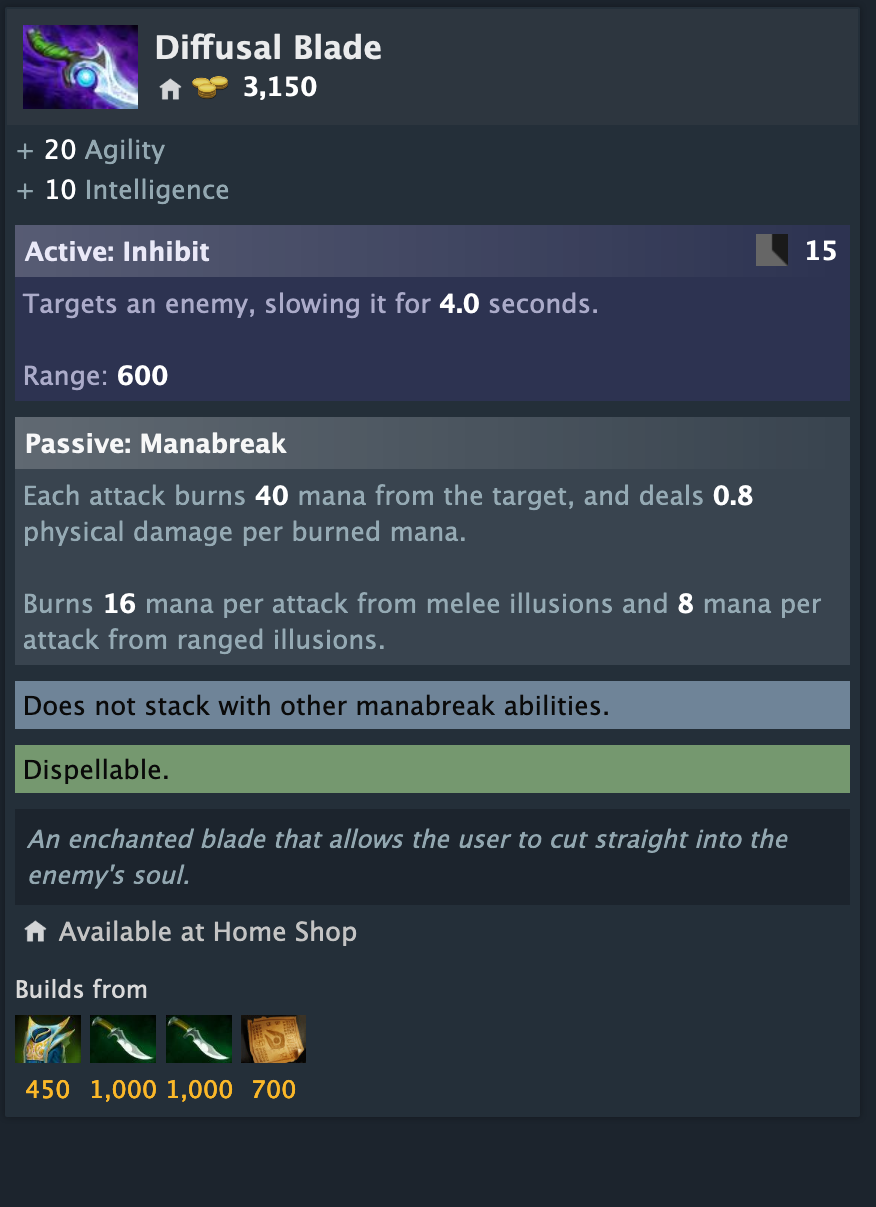 Diffusal Blade
3,150
+ 20 Agility
+ 10 Intelligence
Active: Inhibit 15
Targets an enemy, slowing it for 4.0 seconds.
Range: 600
Passive: Manabreak
Each attack burns 40 mana from the target, and deals 0.8
physical damage per burned mana.
Burns 16 mana per attack from melee illusions and 8 mana per
attack from ranged illusions.
Does not stack with other manabreak abilities.
Dispellable.
An enchanted blade that allows the user to cut straight into the
enemy's soul.
Available at Home Shop
Builds from
450 1,000 1,000 700